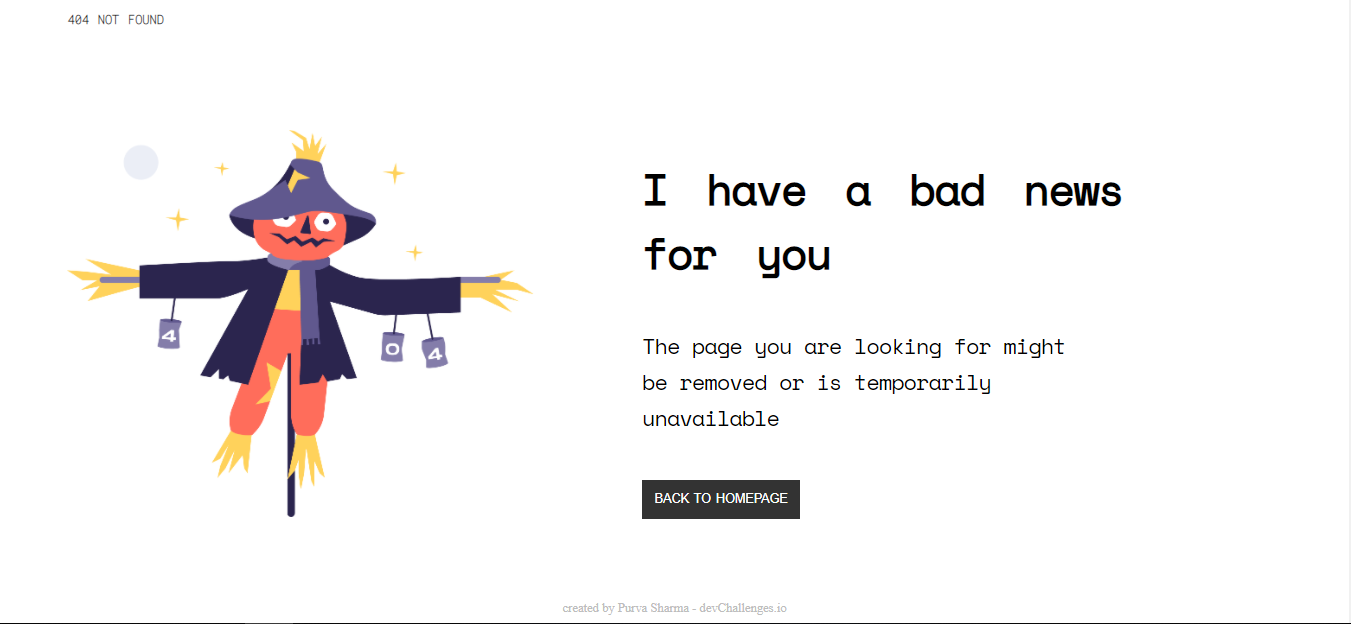 404 NOT FOUND
I have a bad news
for you
4
0
4
The page you are looking for might
be removed or is temporarily
unavailable
BACK TO HOMEPAGE
created by Purva Sharma - devChallenges.io